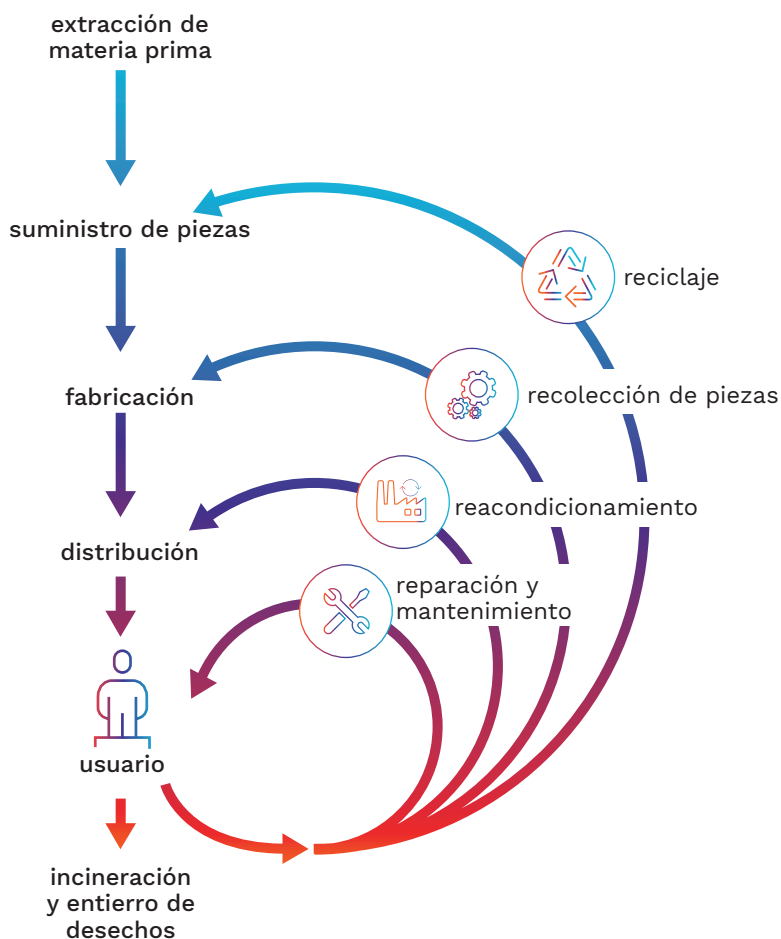 extracción de
materia prima
suministro de piezas
reciclaje
fabricación
recolección de piezas
reacondicionamiento
distribución
reparación y
mantenimiento
usuario
incineración
y entierro de
desechos